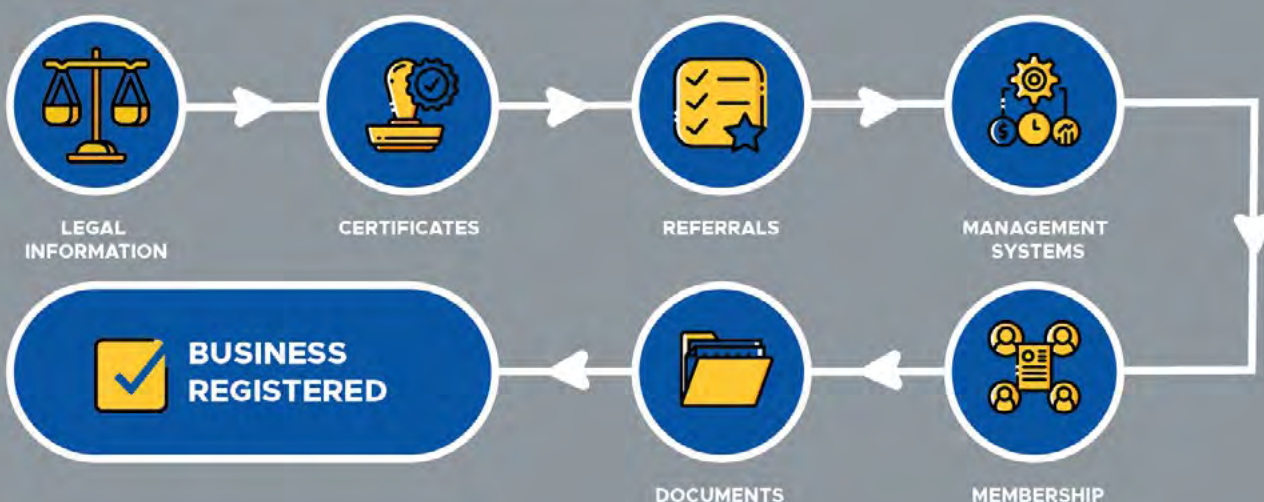 LEGAL
INFORMATION
CERTIFICATES
REFERRALS
MANAGEMENT
SYSTEMS
MEMBERSHIP
DOCUMENTS
BUSINESS
REGISTERED